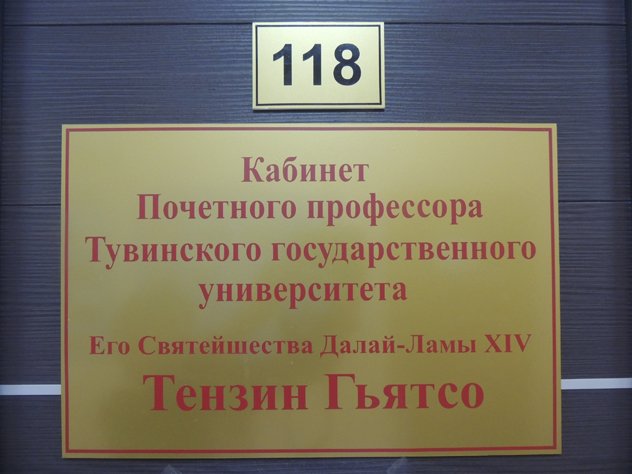 118
Кабинет
Почетного профессора
Тувинского государственного
университета
Его Святейшества Далай-Ламы XIV
Тензин Гьятсо